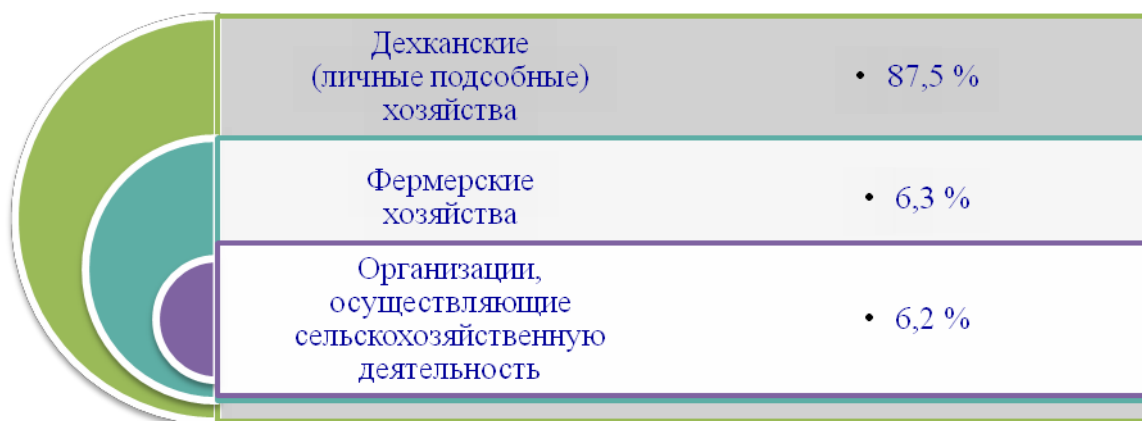 Дехканские
(личные подсобные)
хозяйства
• 87,5 %
Фермерские
хозяйства
• 6,3 %
Организации,
осуществляющие
сельскохозяйственную
деятельность
• 6,2 %